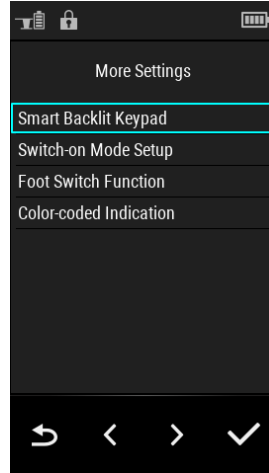 More Settings
Smart Backlit Keypad
Switch-on Mode Setup
Foot Switch Function
Color-coded Indication